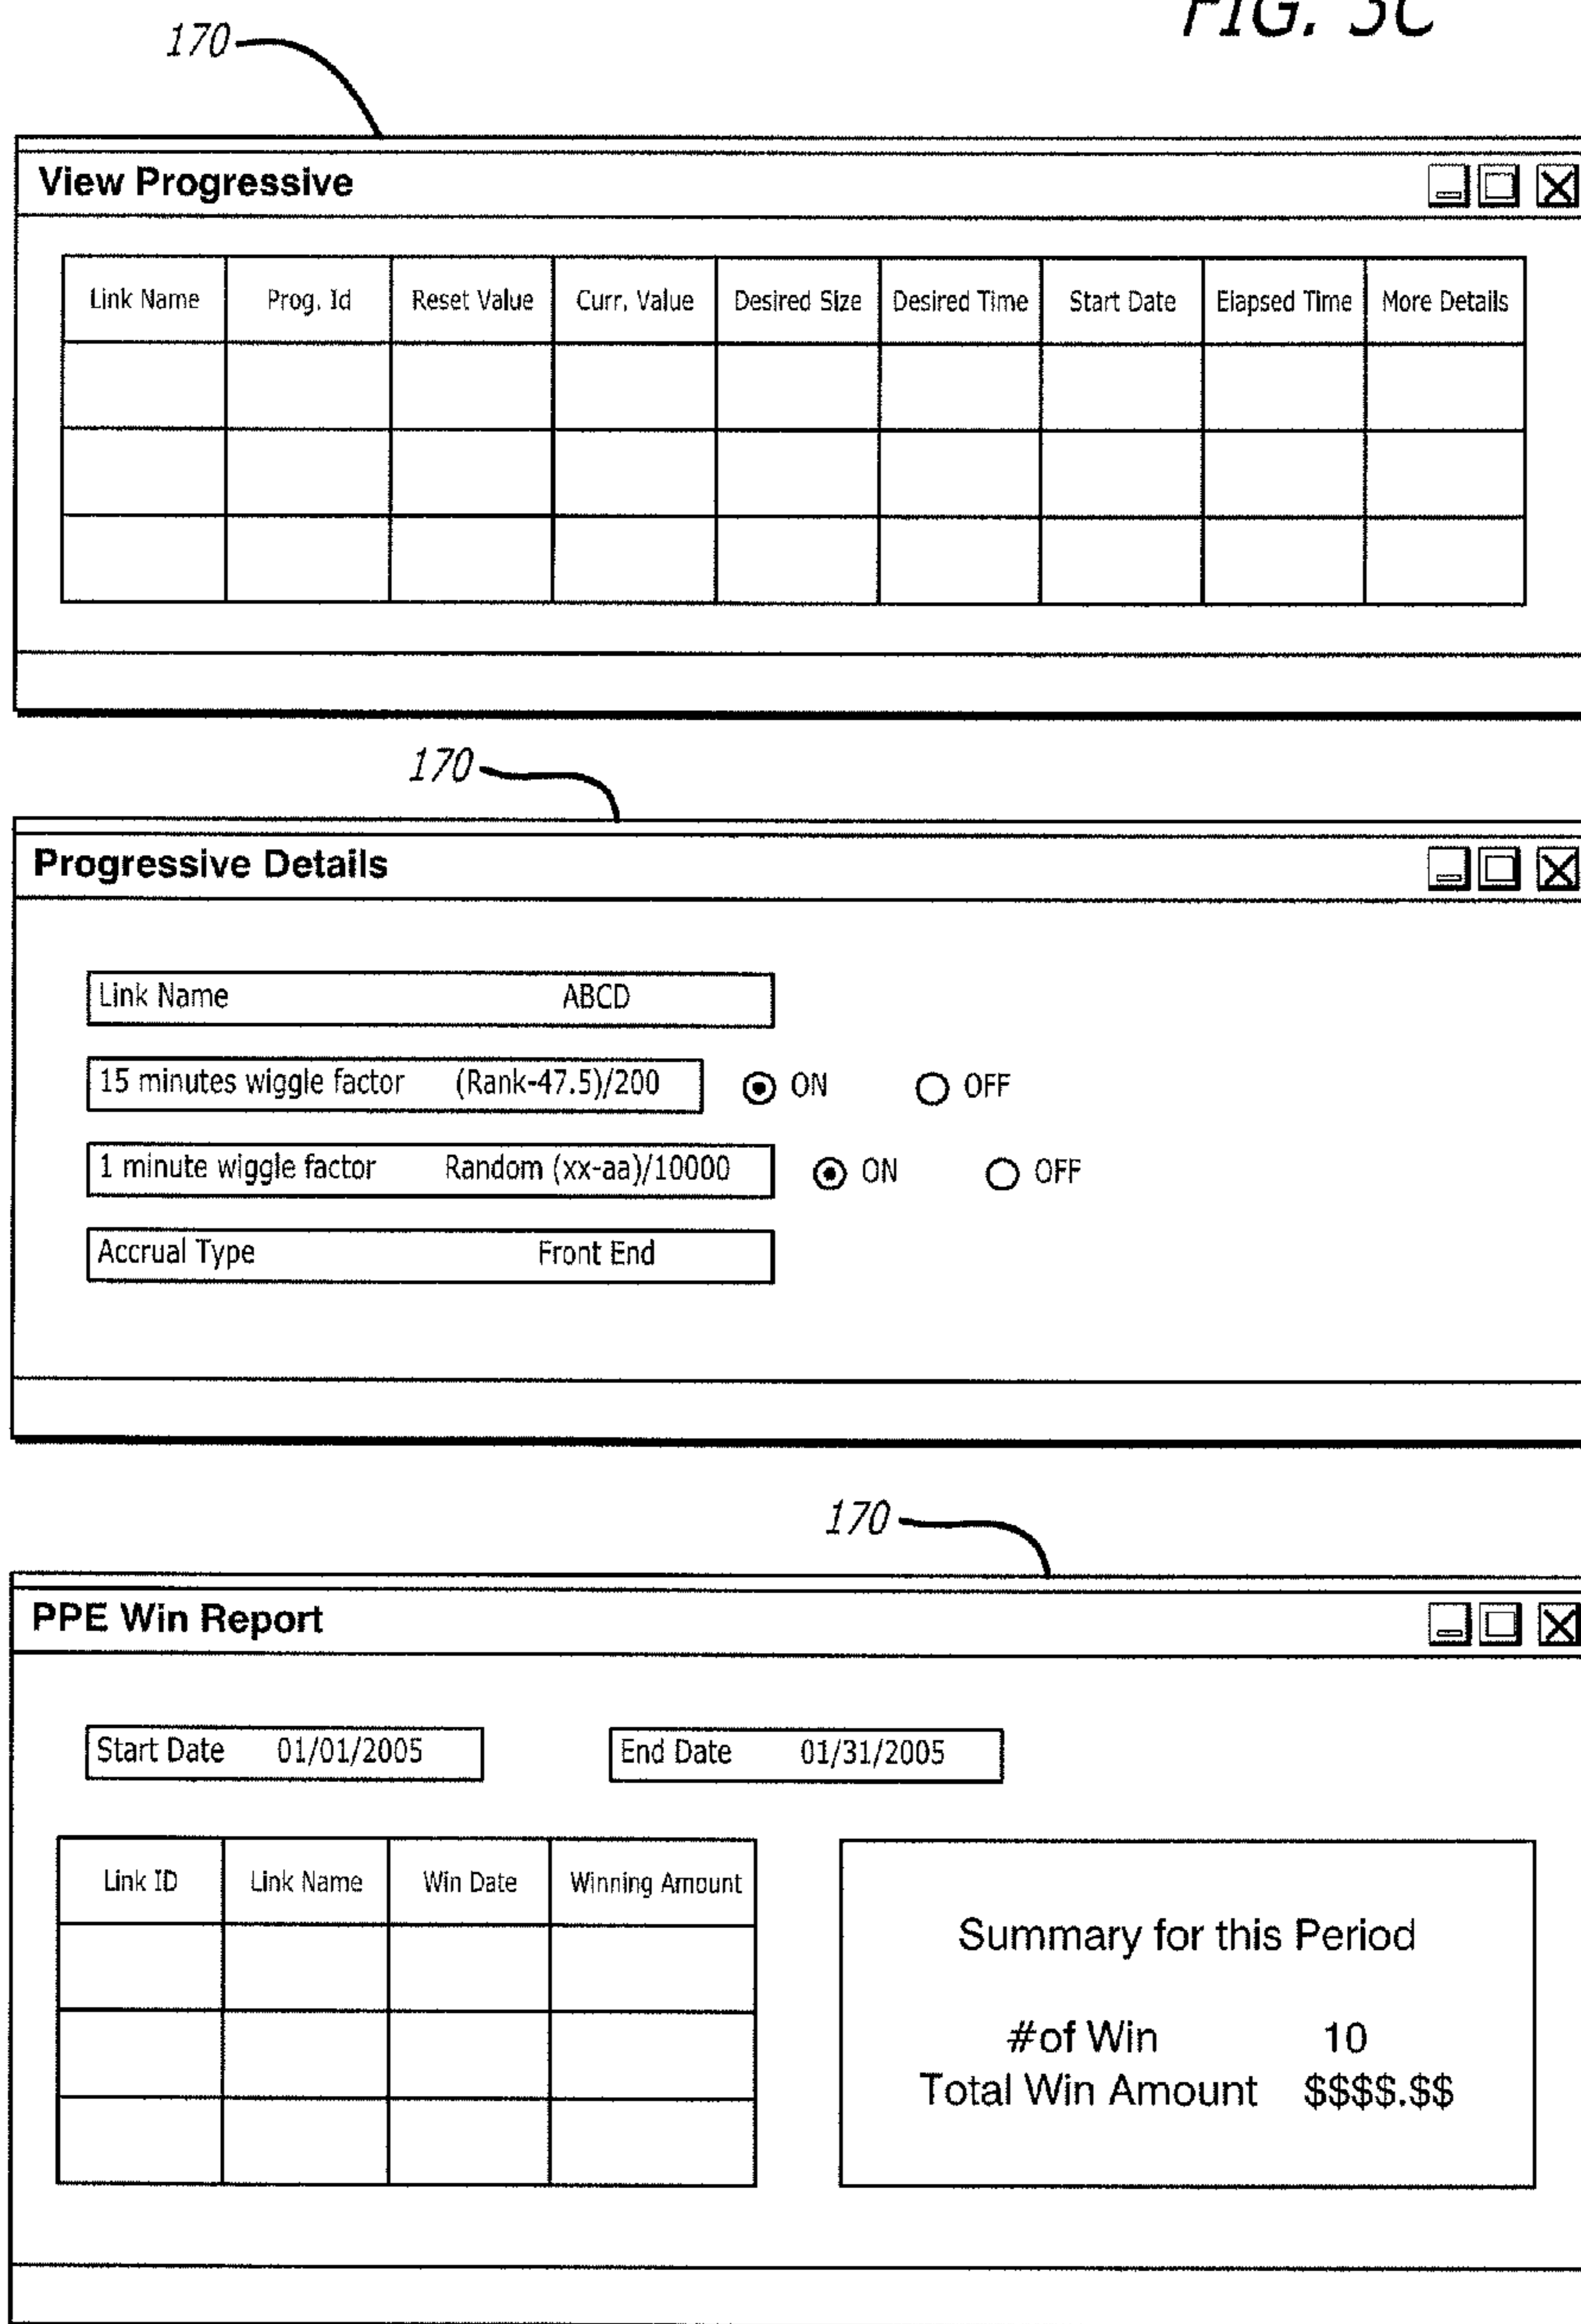 FIG. 3C
170
View Progressive
Link Name Prog. Id Reset Value Curr. Value Desired Size Desired Time Start Date Elapsed Time More Details
170
Progressive Details
Link Name ABCD
15 minutes wiggle factor (Rank-47.5)/200 ON OFF
1 minute wiggle factor Random (xx-aa)/10000 ON OFF
Accrual Type Front End
170
PPE Win Report
Start Date 01/01/2005 End Date 01/31/2005
Link ID Link Name Win Date Winning Amount
Summary for this Period
#of Win 10
Total Win Amount $$$$.$$